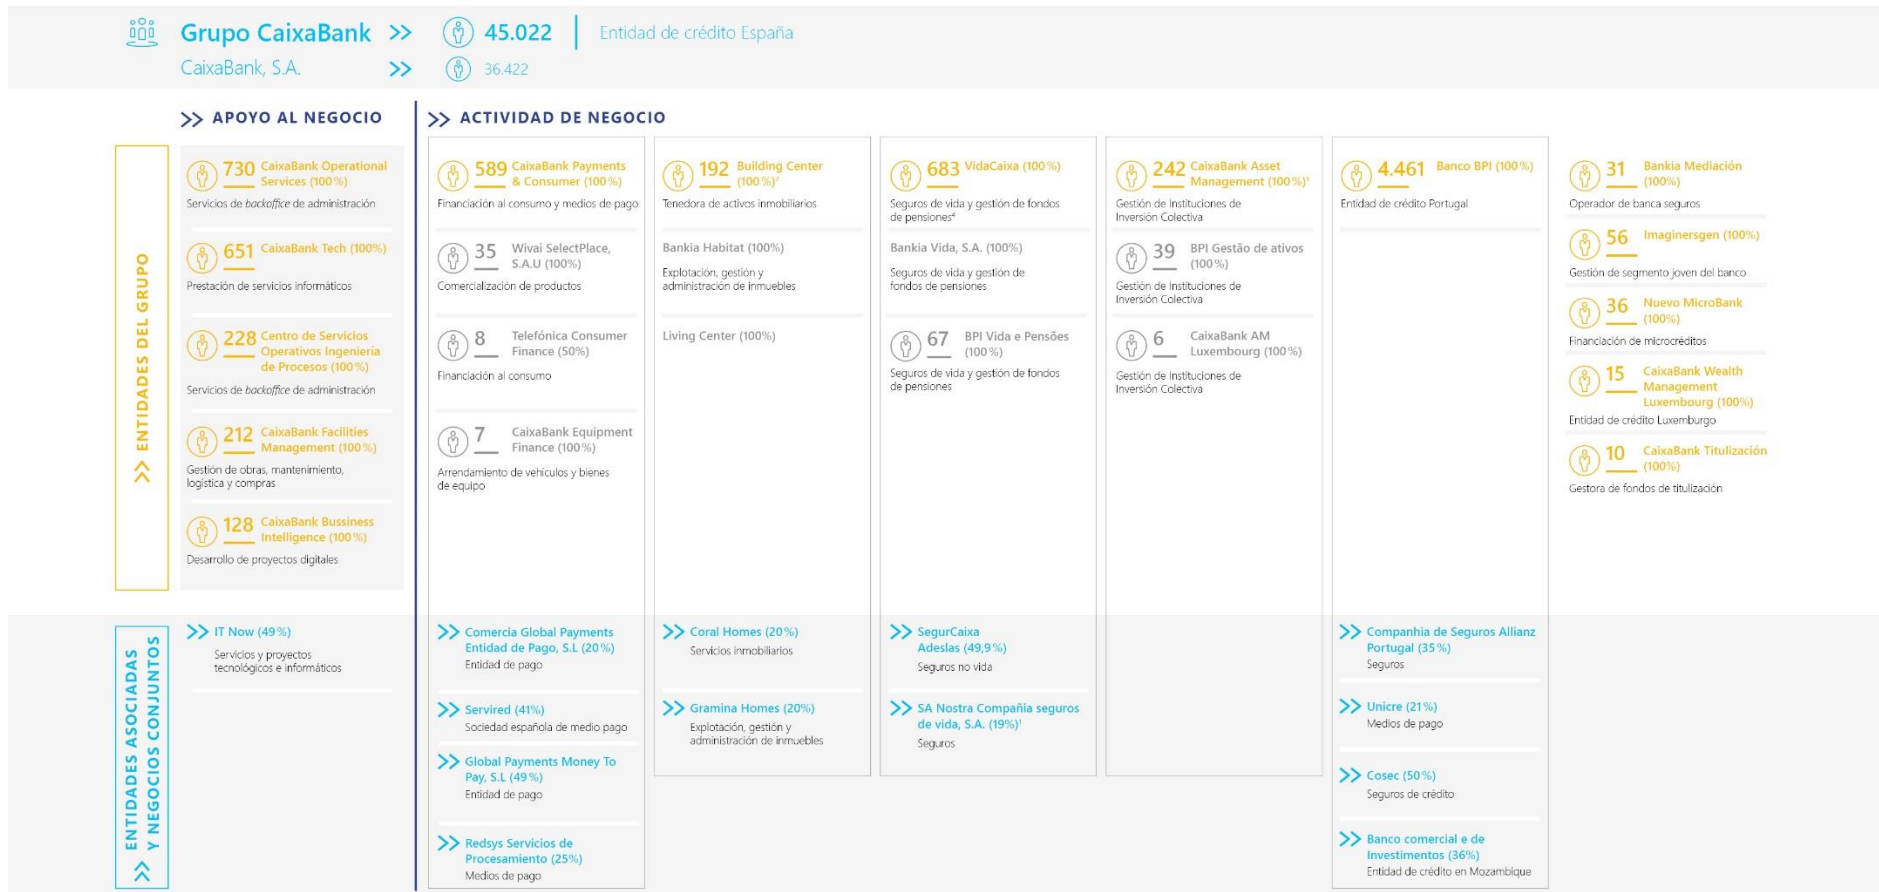 Grupo CaixaBank >> 45.022 | Entidad de crédito España
CaixaBank, S.A. >> 36.422
>> APOYO AL NEGOCIO
>> ACTIVIDAD DE NEGOCIO
>> ENTIDADES DEL GRUPO
730 CaixaBank Operational
Services (100%)
Servicios de backoffice de administración
651 CaixaBank Tech (100%)
Prestación de servicios informáticos
228 Centro de Servicios
Operativos Ingeniería
de Procesos (100%)
Servicios de backoffice de administración
212 CaixaBank Facilities
Management (100%)
Gestión de obras, mantenimiento,
logística y compras
128 CaixaBank Bussiness
Intelligence (100%)
Desarrollo de proyectos digitales
589 CaixaBank Payments
& Consumer (100%)
Financiación al consumo y medios de pago
35 Wivai SelectPlace,
S.A.U (100%)
Comercialización de productos
8 Telefónica Consumer
Finance (50%)
Financiación al consumo
7 CaixaBank Equipment
Finance (100%)
Arrendamiento de vehículos y bienes
de equipo
192 Building Center
(100%)
Tenedora de activos inmobiliarios
Bankia Habitat (100%)
Explotación, gestión y
administración de inmuebles
Living Center (100%)
683 VidaCaixa (100%)
Seguros de vida y gestión de fondos
de pensiones⁴
Bankia Vida, S.A. (100%)
Seguros de vida y gestión de
fondos de pensiones
67 BPI Vida e Pensões
(100%)
Seguros de vida y gestión de fondos
de pensiones
242 CaixaBank Asset
Management (100%)
Gestión de Instituciones de
Inversión Colectiva
39 BPI Gestão de ativos
(100%)
Gestión de Instituciones de
Inversión Colectiva
6 CaixaBank AM
Luxembourg (100%)
Gestión de Instituciones de
Inversión Colectiva
4.461 Banco BPI (100%)
Entidad de crédito Portugal
31 Bankia Mediación
(100%)
Operador de banca seguros
56 Imaginersgen (100%)
Gestión de segmento joven del banco
36 Nuevo MicroBank
(100%)
Financiación de microcréditos
15 CaixaBank Wealth
Management
Luxembourg (100%)
Entidad de crédito Luxemburgo
10 CaixaBank Titulización
(100%)
Gestora de fondos de titulización
>> ENTIDADES ASOCIADAS
Y NEGOCIOS CONJUNTOS
>> IT Now (49%)
Servicios y proyectos
tecnológicos e informáticos
>> Comercia Global Payments
Entidad de Pago, S.L (20%)
Entidad de pago
>> Servired (41%)
Sociedad española de medio pago
>> Global Payments Money To
Pay, S.L (49%)
Entidad de pago
>> Redsys Servicios de
Procesamiento (25%)
Medios de pago
>> Coral Homes (20%)
Servicios inmobiliarios
>> Gramina Homes (20%)
Explotación, gestión y
administración de inmuebles
>> SegurCaixa
Adeslas (49,9%)
Seguros no vida
>> SA Nostra Compañia seguros
de vida, S.A. (19%)¹
Seguros
>> Companhia de Seguros Allianz
Portugal (35%)
Seguros
>> Unicre (21%)
Medios de pago
>> Cosec (50%)
Seguros de crédito
>> Banco comercial e de
Investimentos (36%)
Entidad de crédito en Mozambique